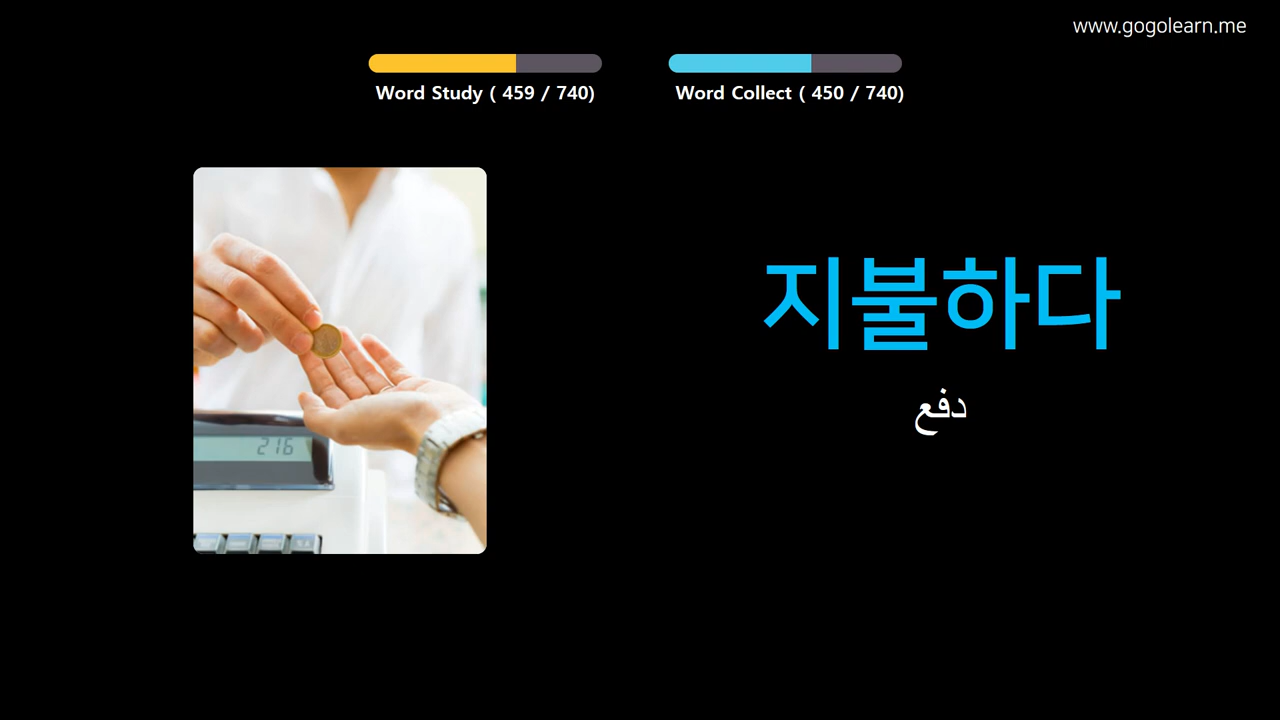 www.gogolearn.me
Word Study ( 459 / 740)
Word Collect ( 450 / 740)
216
지불하다
دفع